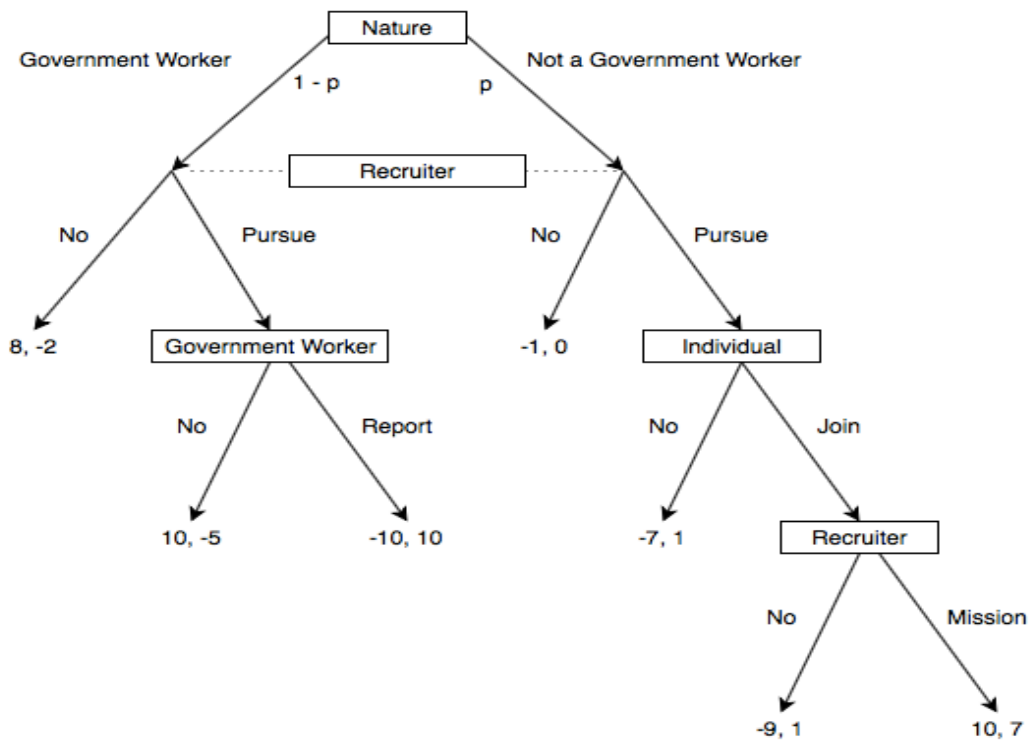 Nature
Government Worker
Not a Government Worker
1 - p
p
Recruiter
No
Pursue
No
Pursue
8, -2
Government Worker
-1, 0
Individual
No
Report
No
Join
10, -5
-10, 10
-7, 1
Recruiter
No
Mission
-9, 1
10, 7